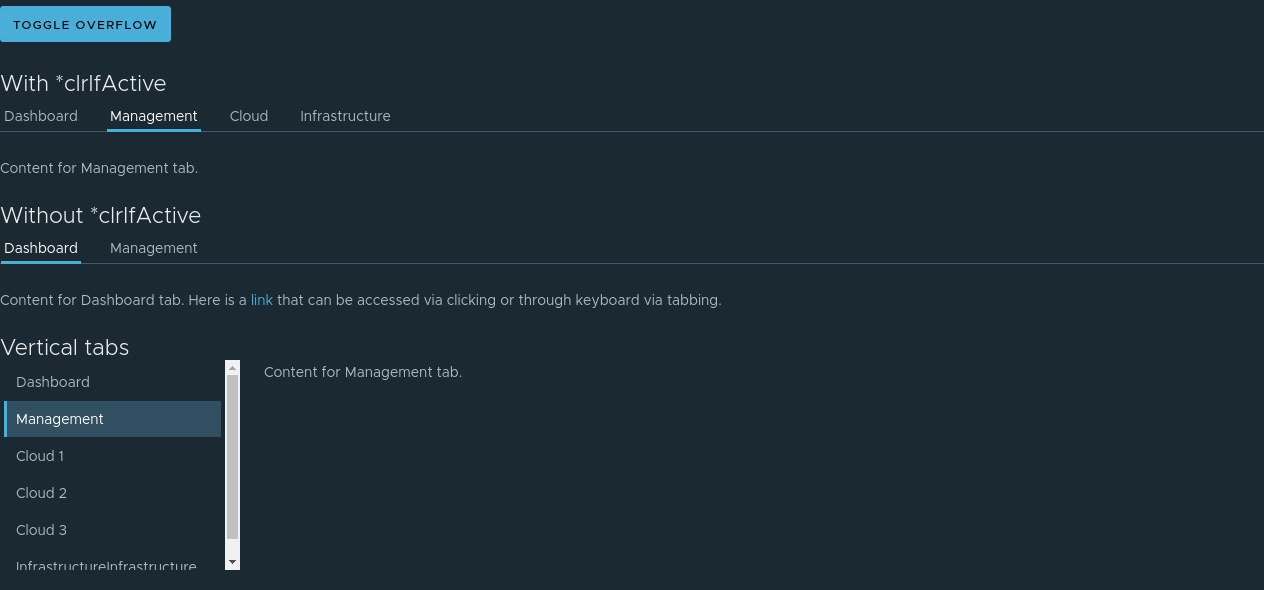 TOGGLE OVERFLOW
With *clrIfActive
Dashboard Management Cloud Infrastructure
Content for Management tab.
Without *clrIfActive
Dashboard Management
Content for Dashboard tab. Here is a link that can be accessed via clicking or through keyboard via tabbing.
Vertical tabs
Dashboard
Content for Management tab.
Management
Cloud 1
Cloud 2
Cloud 3
InfrastructureInfrastructure